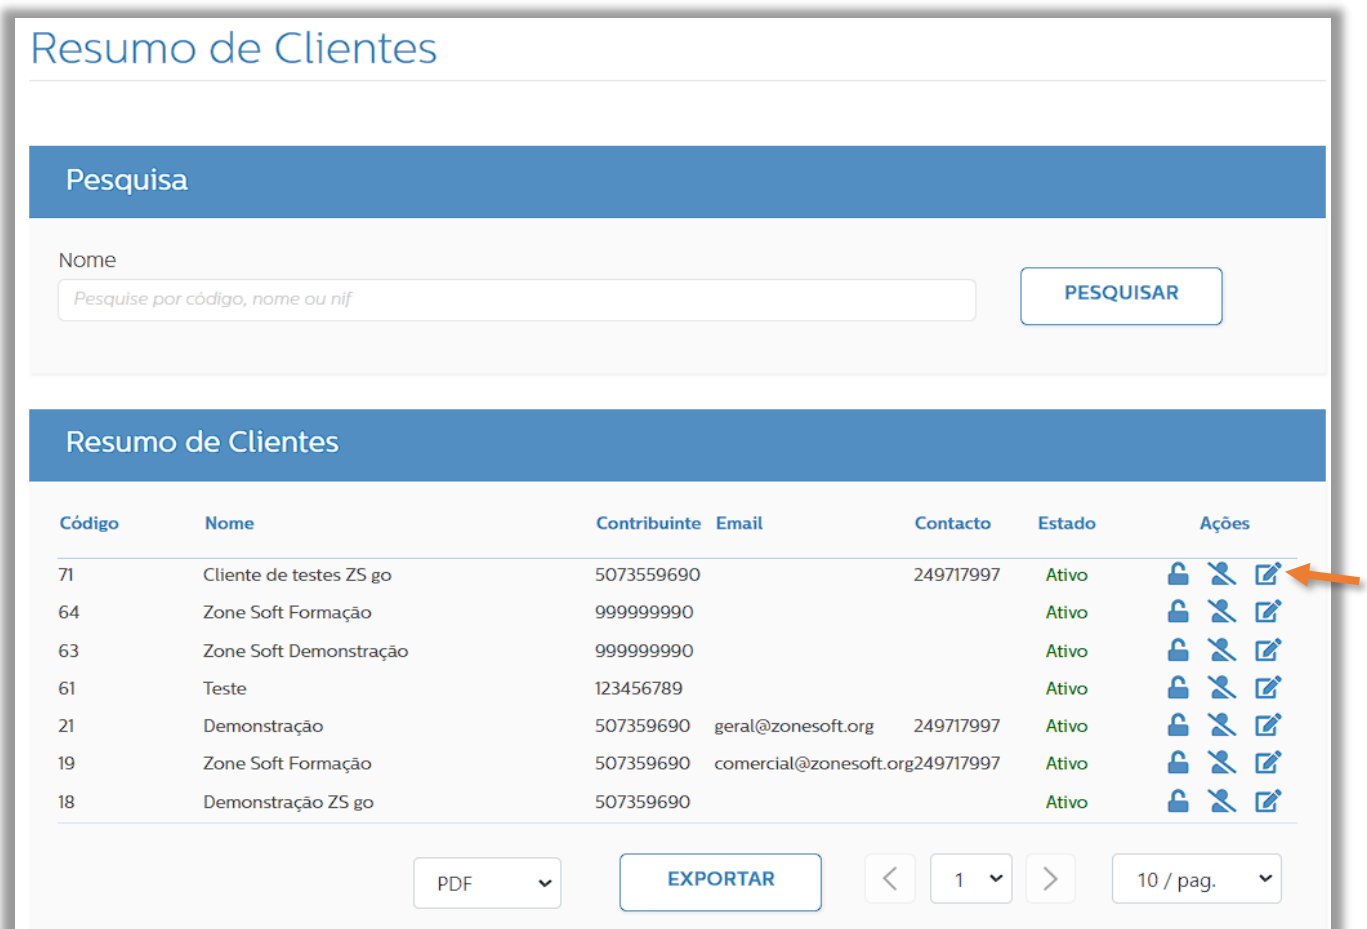 Resumo de Clientes
Pesquisa
Nome
Pesquise por código, nome ou nif
PESQUISAR
Resumo de Clientes
Código Nome Contribuinte Email Contacto Estado Ações
71 Cliente de testes ZS go 5073559690 249717997 Ativo
64 Zone Soft Formação 999999990 Ativo
63 Zone Soft Demonstração 999999990 Ativo
61 Teste 123456789 Ativo
21 Demonstração 507359690 geral@zonesoft.org 249717997 Ativo
19 Zone Soft Formação 507359690 comercial@zonesoft.org 249717997 Ativo
18 Demonstração ZS go 507359690 Ativo
PDF EXPORTAR 1 10 / pag.